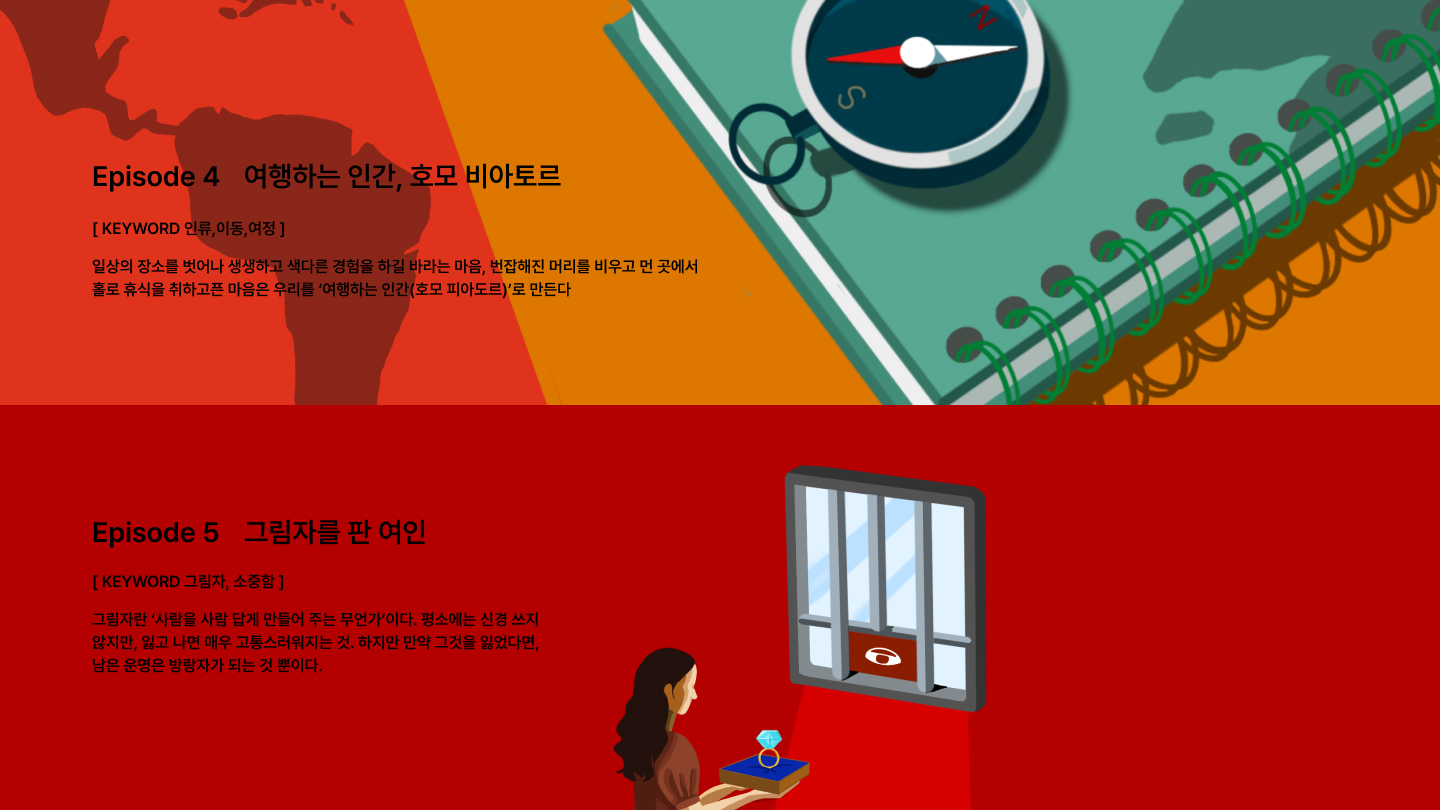 N
S
Episode 4 여행하는 인간, 호모 비아토르
[ KEYWORD 인류,이동,여정 ]
일상의 장소를 벗어나 생생하고 색다른 경험을 하길 바라는 마음, 번잡해진 머리를 비우고 먼 곳에서
홀로 휴식을 취하고픈 마음은 우리를 ‘여행하는 인간(호모 피아도르)’로 만든다
Episode 5 그림자를 판 여인
[ KEYWORD 그림자, 소중함 ]
그림자란 ‘사람을 사람 답게 만들어 주는 무언가’이다. 평소에는 신경 쓰지
않지만, 잃고 나면 매우 고통스러워지는 것. 하지만 만약 그것을 잃었다면,
남은 운명은 방랑자가 되는 것 뿐이다.